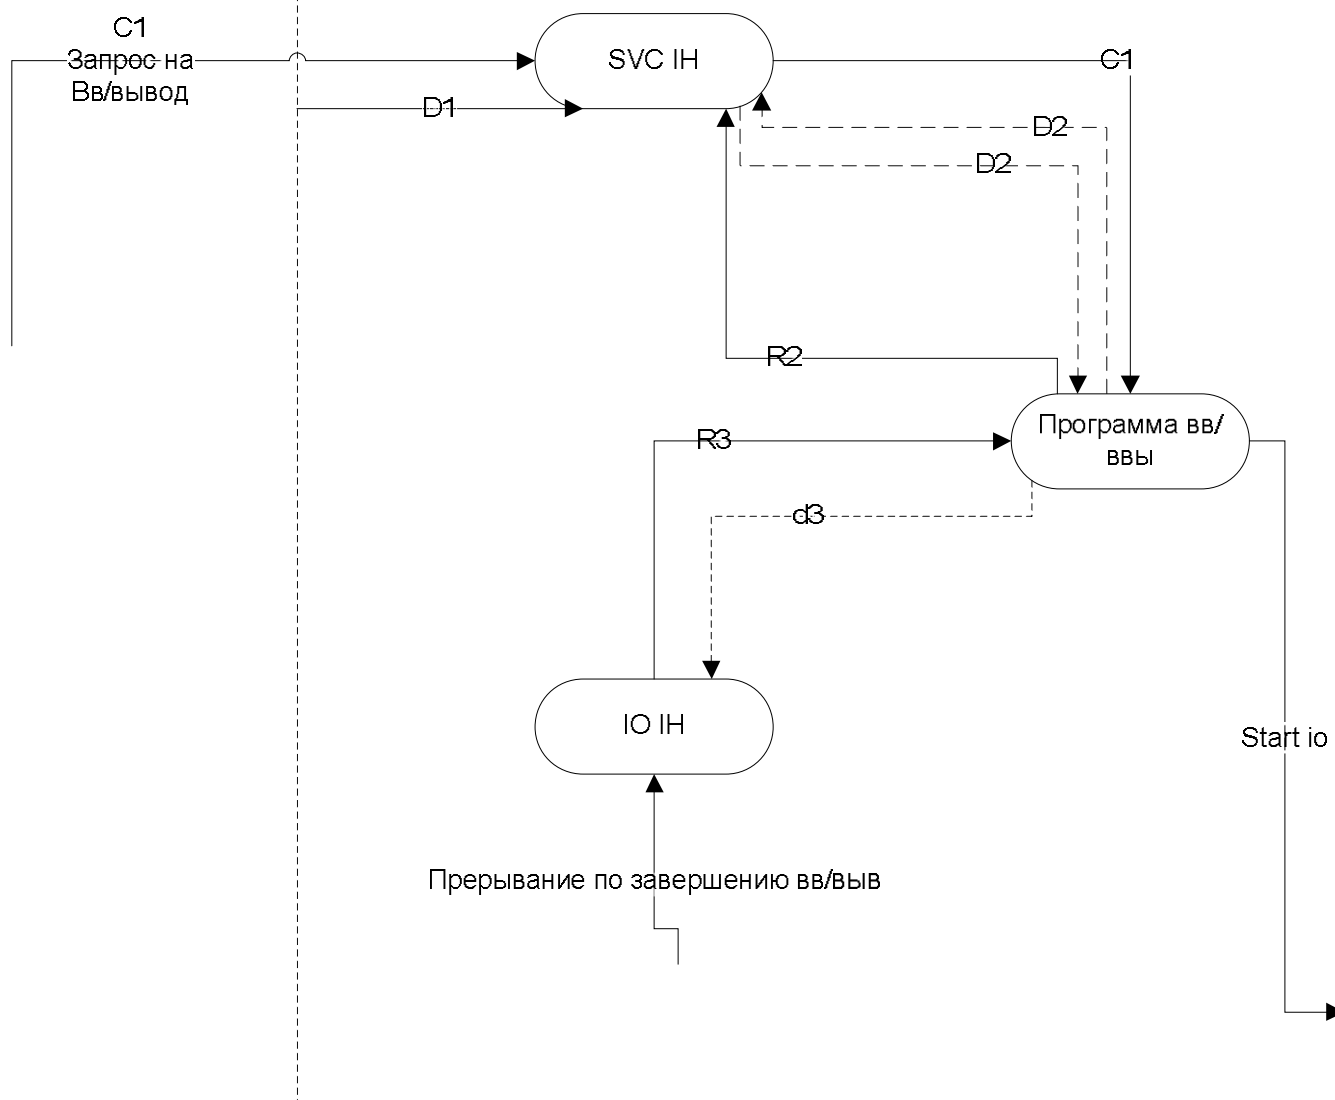 C1
Запрос на
Вв/вывод
SVC IH
C1
D1
D2
D2
R2
Программа вв/
ввы
R3
d3
IO IH
Start io
Прерывание по завершению вв/выв